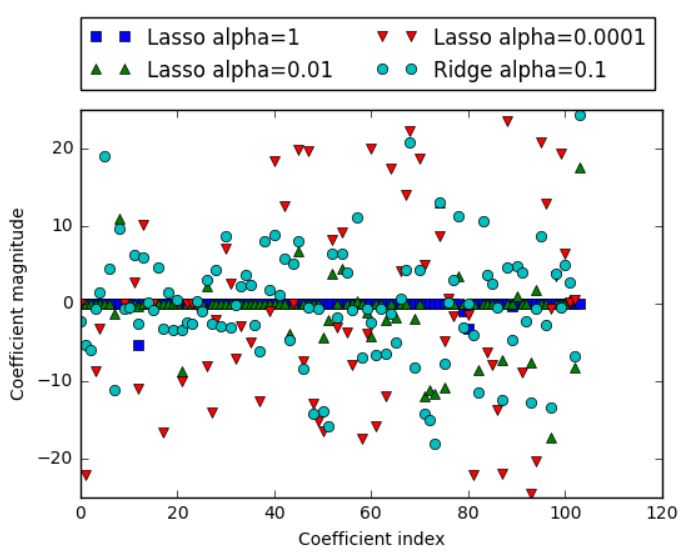 Lasso alpha=1 Lasso alpha=0.0001
Lasso alpha=0.01 Ridge alpha=0.1
20
10
0
−10
−20
Coefficient magnitude
0 20 40 60 80 100 120
Coefficient index